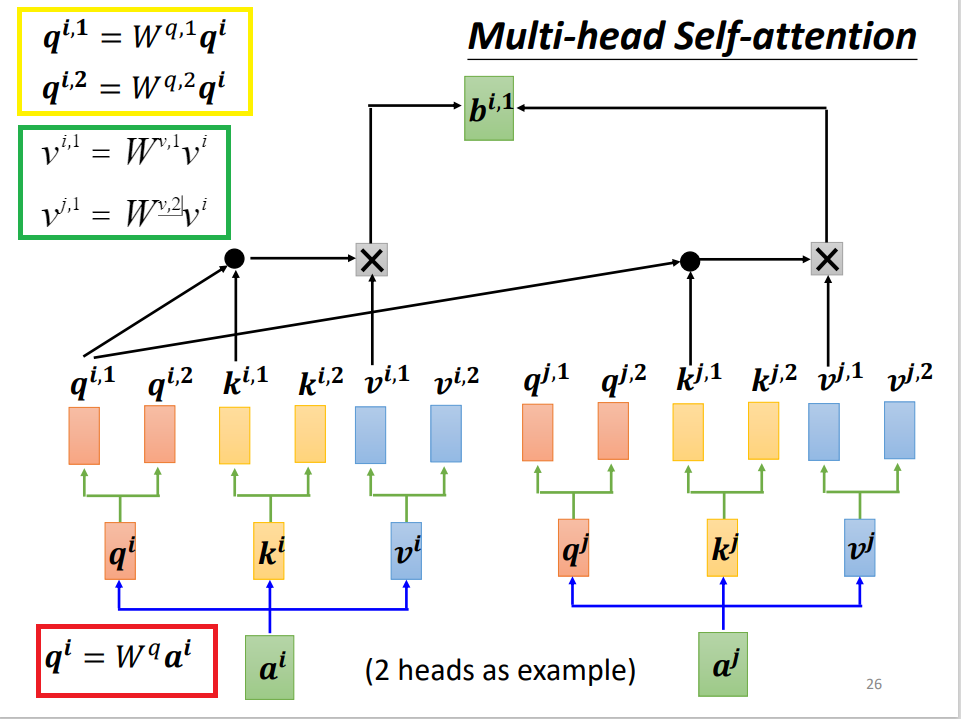 Multi-head Self-attention
q^{i,1} = W^{q,1}q^i
q^{i,2} = W^{q,2}q^i
v^{i,1} = W^{v,1}v^i
v^{j,1} = W^{v,2}v^i
b^{i,1}
q^{i,1} q^{i,2} k^{i,1} k^{i,2} v^{i,1} v^{i,2} q^{j,1} q^{j,2} k^{j,1} k^{j,2} v^{j,1} v^{j,2}
q^i k^i v^i q^j k^j v^j
q^i = W^q a^i
a^i
(2 heads as example)
a^j
26